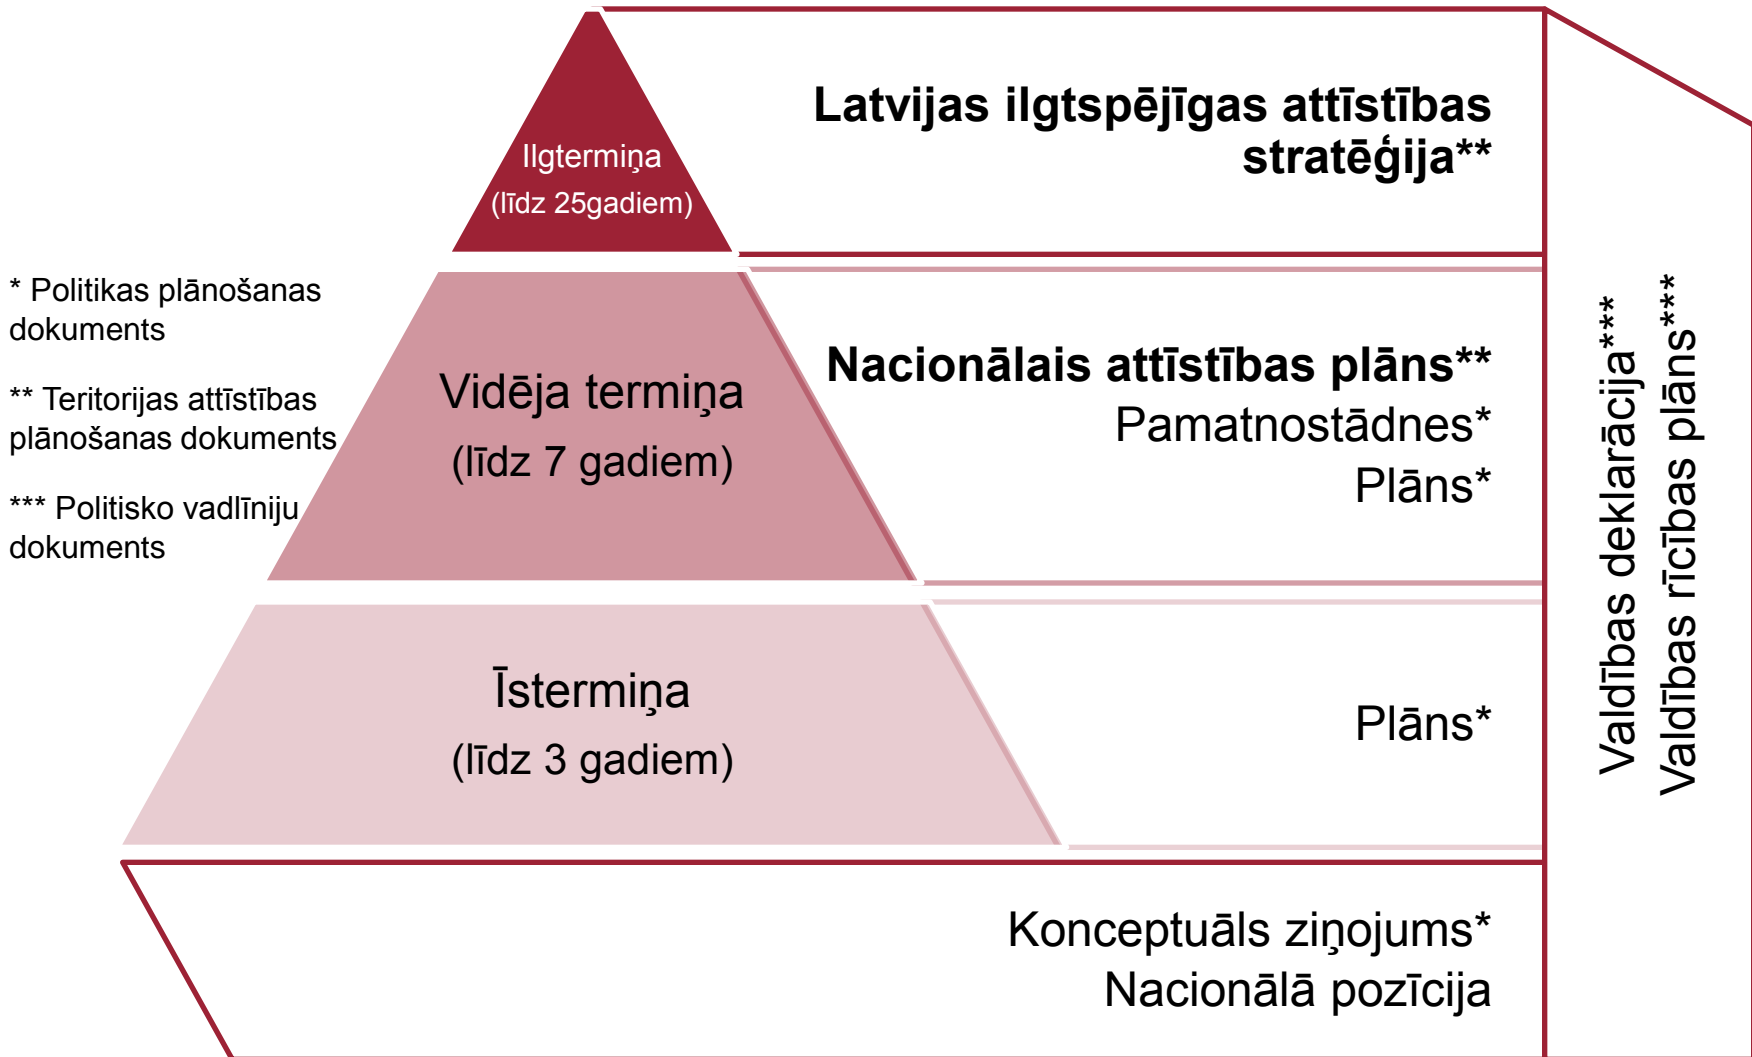 Latvijas ilgtspējīgas attīstības
stratēģija**
Ilgtermiņa
(līdz 25gadiem)
* Politikas plānošanas
dokuments
** Teritorijas attīstības
plānošanas dokuments
*** Politisko vadlīniju
dokuments
Vidēja termiņa
(līdz 7 gadiem)
Nacionālais attīstības plāns**
Pamatnostādnes*
Plāns*
Īstermiņa
(līdz 3 gadiem)
Plāns*
Konceptuāls ziņojums*
Nacionālā pozīcija
Valdības deklarācija***
Valdības rīcības plāns***